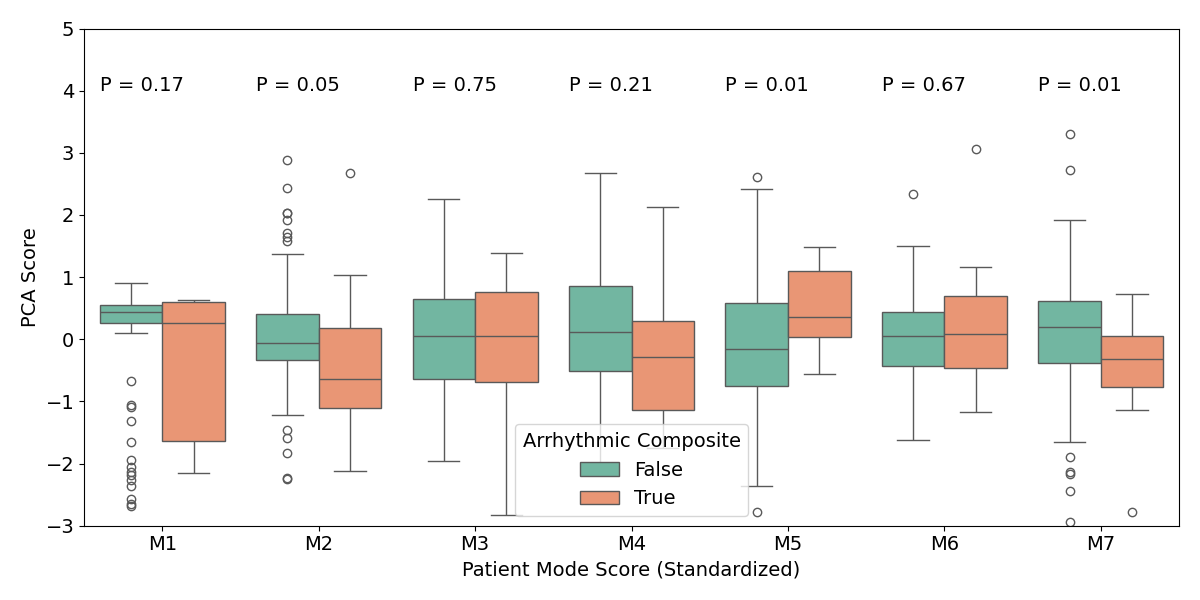 5
4
3
2
1
0
−1
−2
−3
PCA Score
P = 0.17 P = 0.05 P = 0.75 P = 0.21 P = 0.01 P = 0.67 P = 0.01
Arrhythmic Composite
False
True
M1 M2 M3 M4 M5 M6 M7
Patient Mode Score (Standardized)